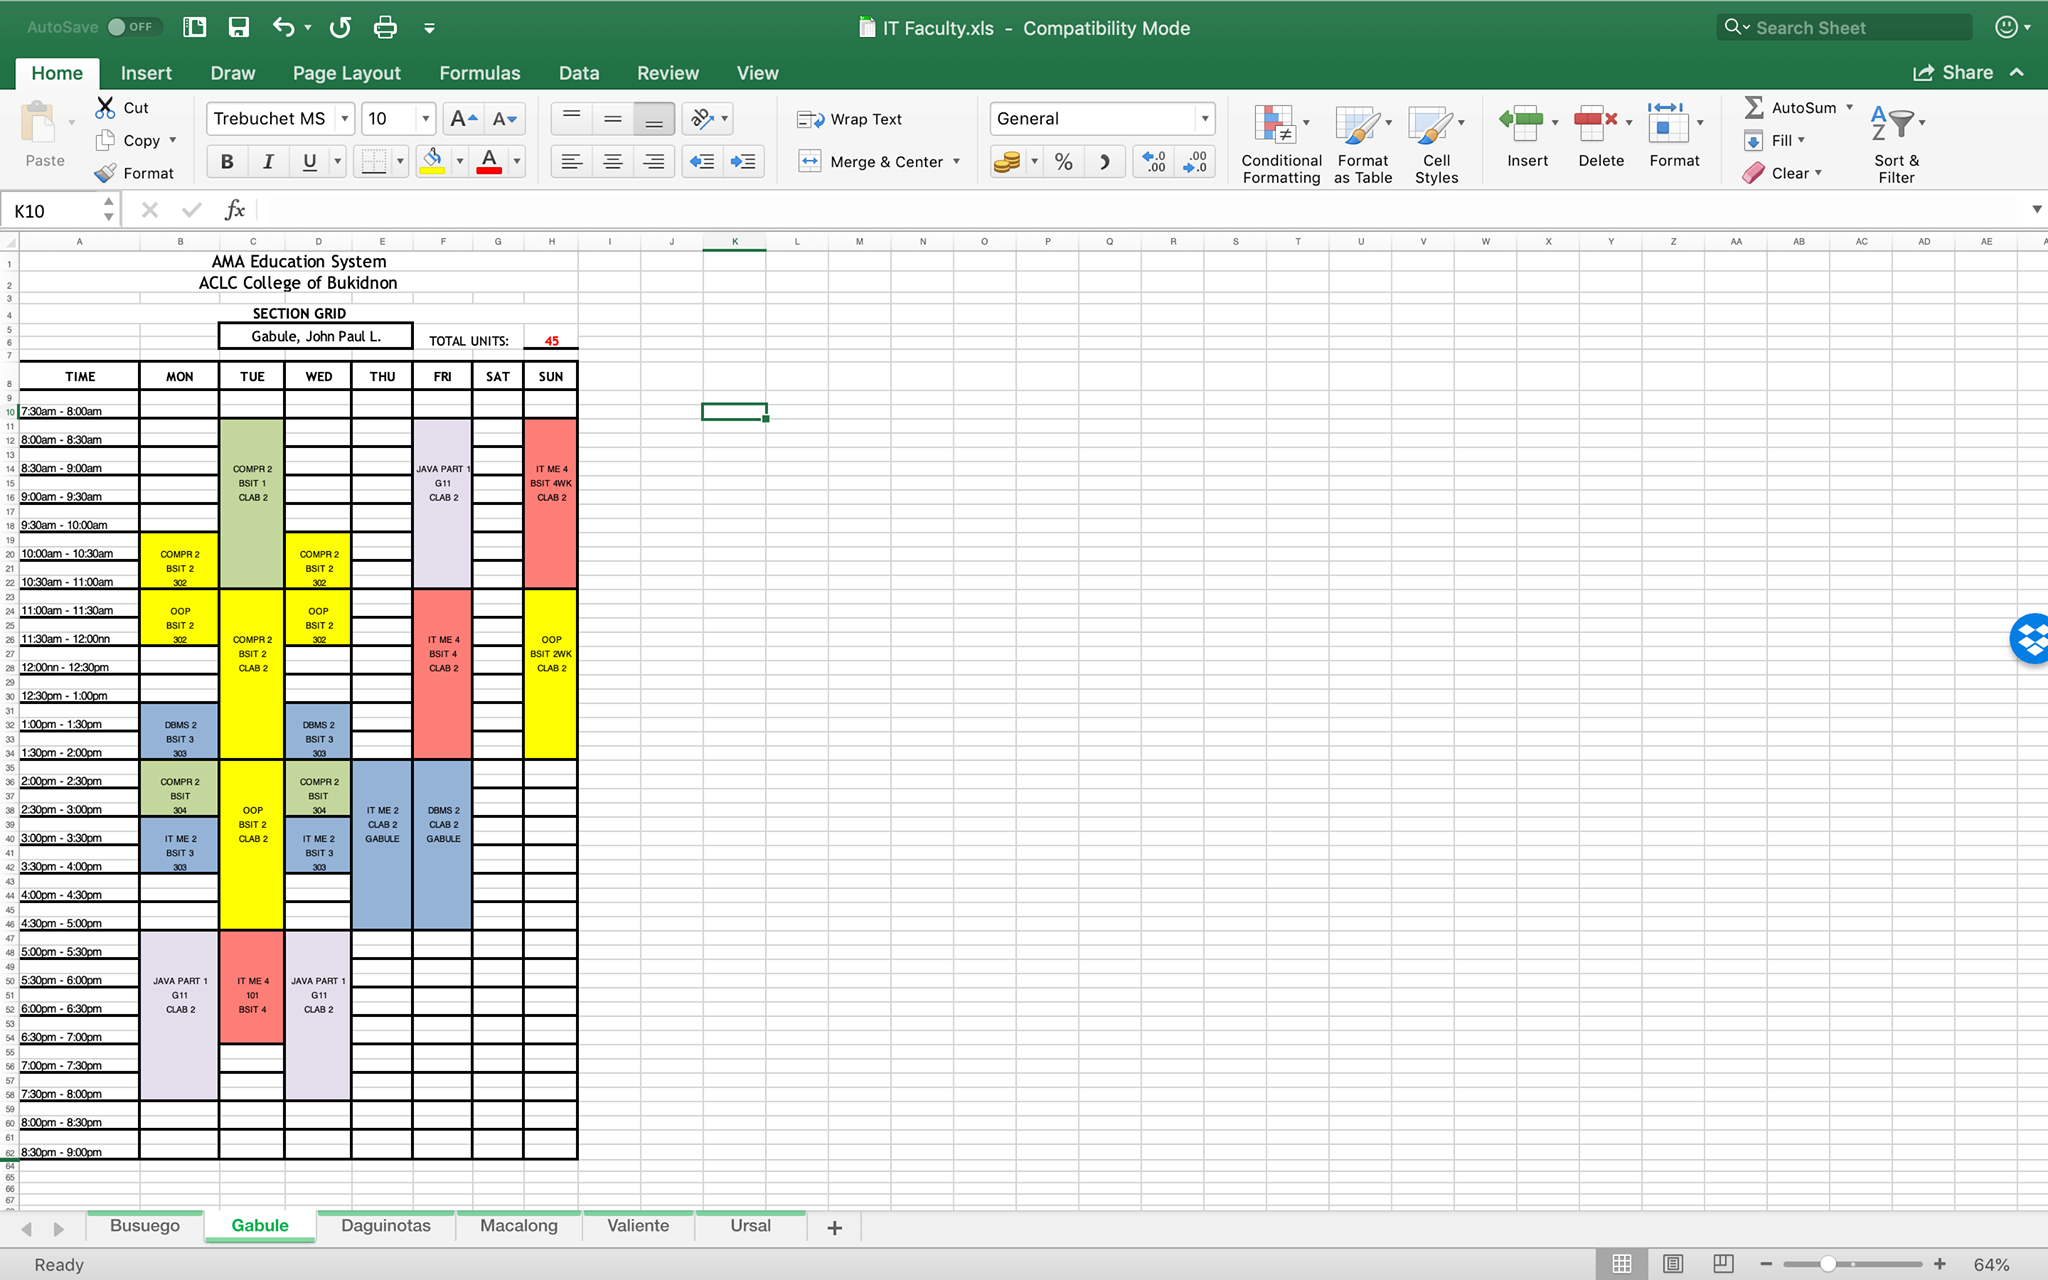 AutoSave OFF
IT Faculty.xls - Compatibility Mode
Search Sheet
Home Insert Draw Page Layout Formulas Data Review View
Share
Paste
Cut
Copy
Format
Trebuchet MS 10
A A
B I U A
Wrap Text
Merge & Center
General
%
Conditional Formatting
Format as Table
Cell Styles
Insert
Delete
Format
AutoSum
Fill
Clear
Sort & Filter
K10
fx
A B C D E F G H I J K L M N O P Q R S T U V W X Y Z AA AB AC AD AE
AMA Education System
ACLC College of Bukidnon
SECTION GRID
Gabule, John Paul L.
TOTAL UNITS: 45
TIME MON TUE WED THU FRI SAT SUN
7:30am - 8:00am
8:00am - 8:30am
8:30am - 9:00am COMPR 2 JAVA PART 1 IT ME 4
BSIT 1 G11 BSIT 4WK
9:00am - 9:30am CLAB 2 CLAB 2 CLAB 2
9:30am - 10:00am
10:00am - 10:30am COMPR 2 COMPR 2
BSIT 2 BSIT 2
10:30am - 11:00am 302 302
11:00am - 11:30am OOP OOP
BSIT 2 BSIT 2
11:30am - 12:00nn 302 COMPR 2 302 IT ME 4 OOP
BSIT 2 BSIT 4 BSIT 2WK
12:00nn - 12:30pm CLAB 2 CLAB 2 CLAB 2
12:30pm - 1:00pm
1:00pm - 1:30pm DBMS 2 DBMS 2
BSIT 3 BSIT 3
1:30pm - 2:00pm 303 303
2:00pm - 2:30pm COMPR 2 COMPR 2
BSIT BSIT
2:30pm - 3:00pm 304 OOP 304 IT ME 2 DBMS 2
BSIT 2 CLAB 2 CLAB 2
3:00pm - 3:30pm IT ME 2 CLAB 2 IT ME 2 GABULE GABULE
BSIT 3 BSIT 3
3:30pm - 4:00pm 303 303
4:00pm - 4:30pm
4:30pm - 5:00pm
5:00pm - 5:30pm
5:30pm - 6:00pm JAVA PART 1 IT ME 4 JAVA PART 1
G11 101 G11
6:00pm - 6:30pm CLAB 2 BSIT 4 CLAB 2
6:30pm - 7:00pm
7:00pm - 7:30pm
7:30pm - 8:00pm
8:00pm - 8:30pm
8:30pm - 9:00pm
Busuego Gabule Daguinotas Macalong Valiente Ursal +
Ready
64%